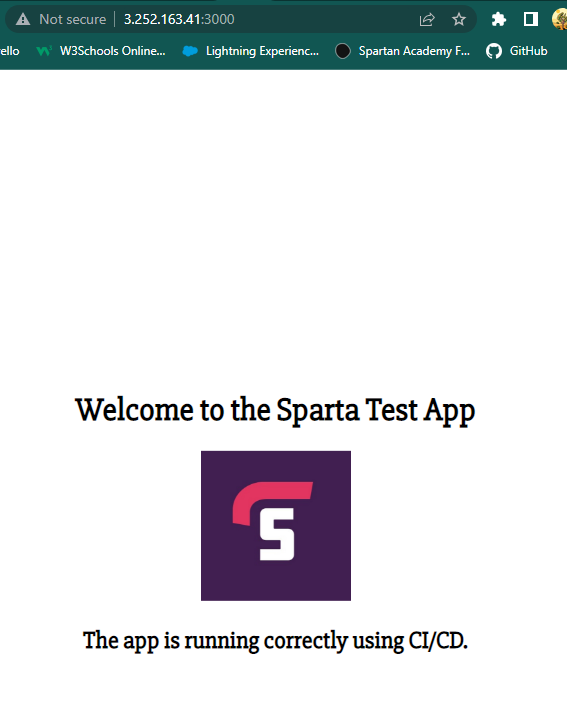 Not secure 3.252.163.41:3000
ello W3Schools Online... Lightning Experienc... Spartan Academy F... GitHub
Welcome to the Sparta Test App
S
The app is running correctly using CI/CD.